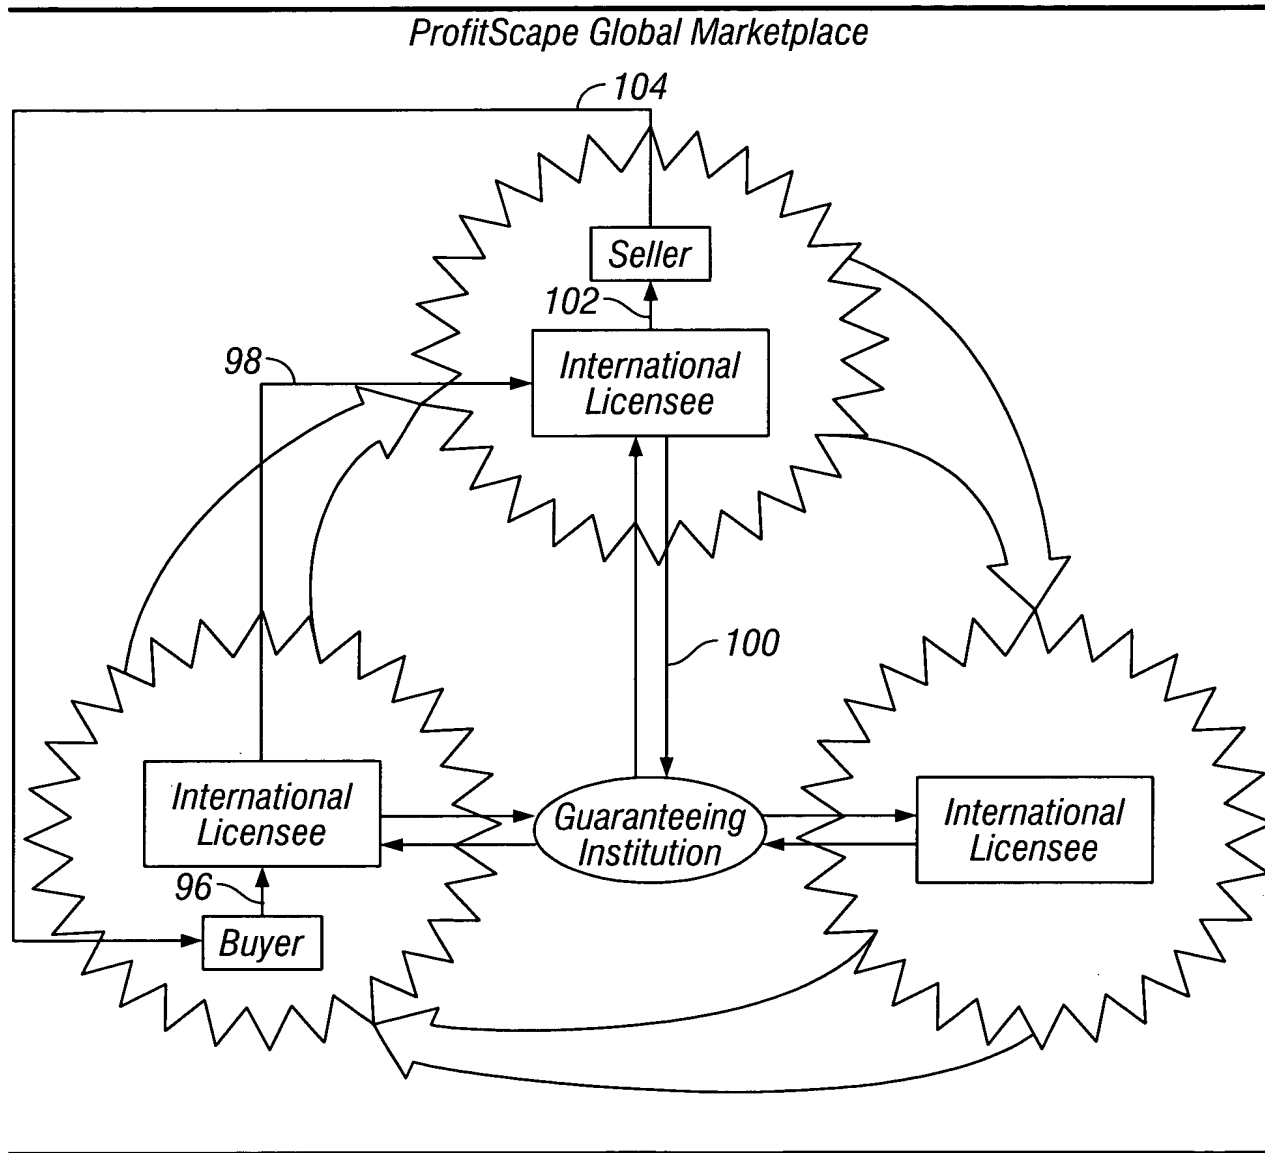 ProfitScape Global Marketplace
104
Seller
102
International
Licensee
98
100
International
Licensee
Guaranteeing
Institution
International
Licensee
96
Buyer